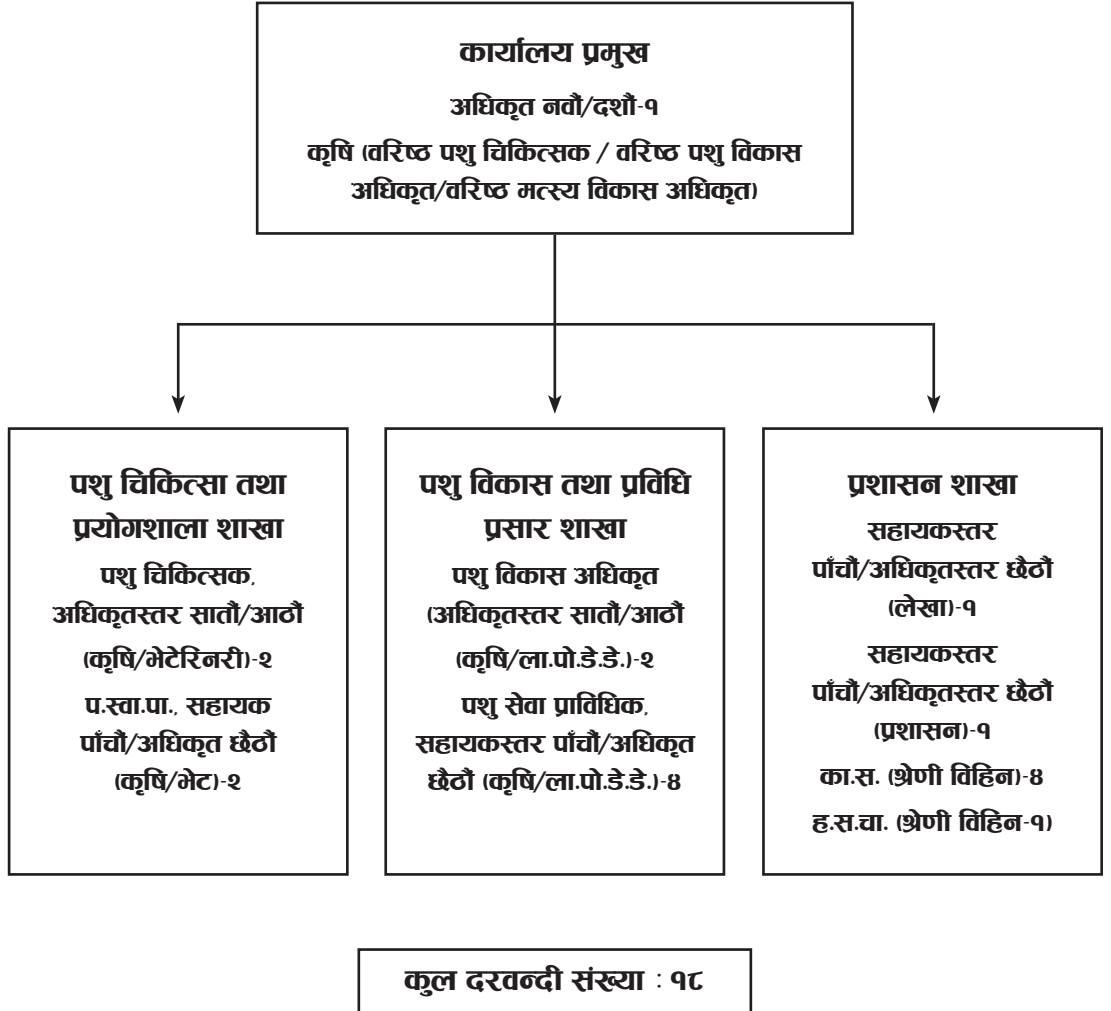 कार्यालय प्रमुख
अधिकृत नवौं/दशौं-१
कृषि (वरिष्ठ पशु चिकित्सक / वरिष्ठ पशु विकास
अधिकृत/वरिष्ठ मत्स्य विकास अधिकृत)
पशु चिकित्सा तथा
प्रयोगशाला शाखा
पशु चिकित्सक,
अधिकृतस्तर सातौं/आठौं
(कृषि/भेटेरिनरी)-२
प.स्वा.पा., सहायक
पाँचौं/अधिकृत छैठौं
(कृषि/भेट)-२
पशु विकास तथा प्रविधि
प्रसार शाखा
पशु विकास अधिकृत
(अधिकृतस्तर सातौं/आठौं
(कृषि/ला.पो.डे.डे.)-२
पशु सेवा प्राविधिक,
सहायकस्तर पाँचौं/अधिकृत
छैठौं (कृषि/ला.पो.डे.डे.)-४
प्रशासन शाखा
सहायकस्तर
पाँचौं/अधिकृतस्तर छैठौं
(लेखा)-१
सहायकस्तर
पाँचौं/अधिकृतस्तर छैठौं
(प्रशासन)-१
का.स. (श्रेणी विहिन)-४
ह.स.चा. (श्रेणी विहिन-१)
कुल दरवन्दी संख्या : १८